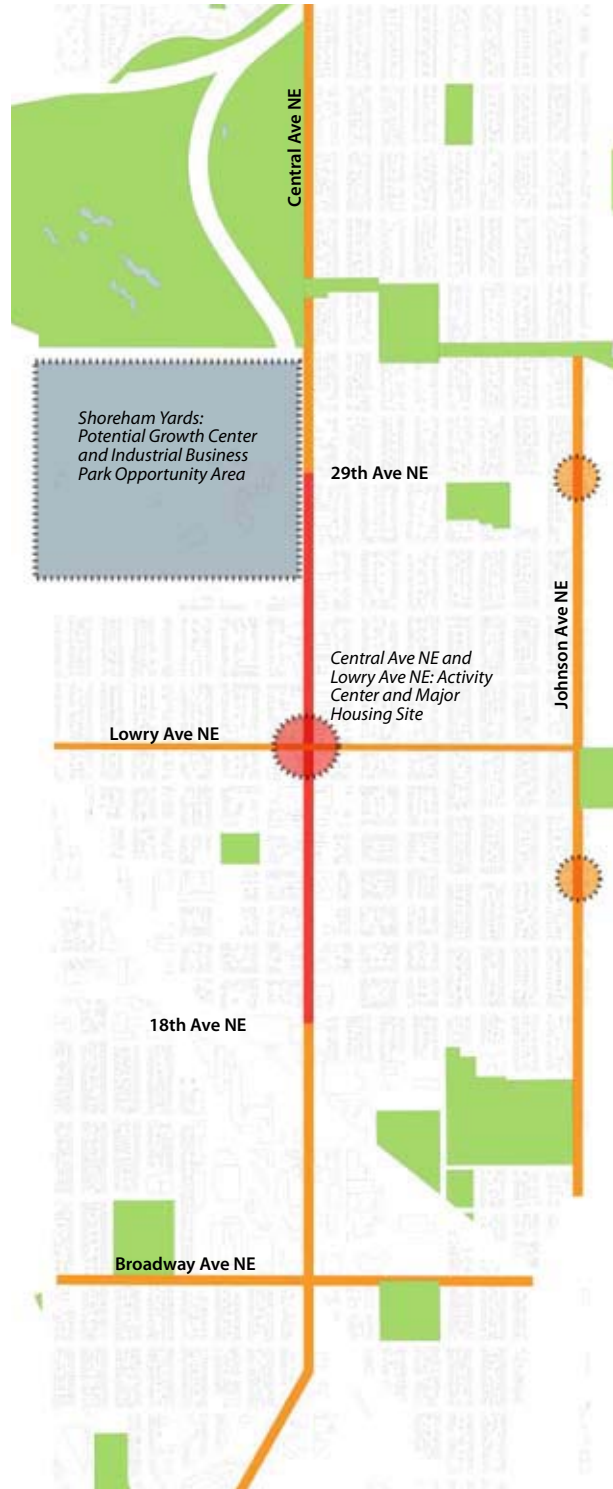 Central Ave NE
Shoreham Yards:
Potential Growth Center
and Industrial Business
Park Opportunity Area
29th Ave NE
Johnson Ave NE
Central Ave NE and
Lowry Ave NE: Activity
Center and Major
Housing Site
Lowry Ave NE
18th Ave NE
Broadway Ave NE